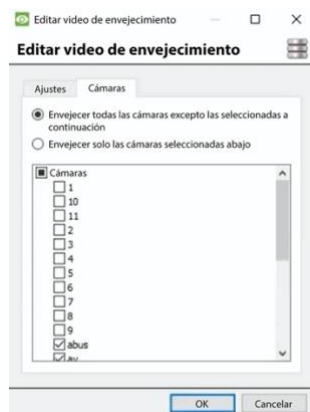 Editar video de envejecimiento
Editar video de envejecimiento
Ajustes
Cámaras
Envejecer todas las cámaras excepto las seleccionadas a
continuación
Envejecer solo las cámaras seleccionadas abajo
Cámaras
1
10
11
2
3
4
5
6
7
8
9
abus
av
OK
Cancelar